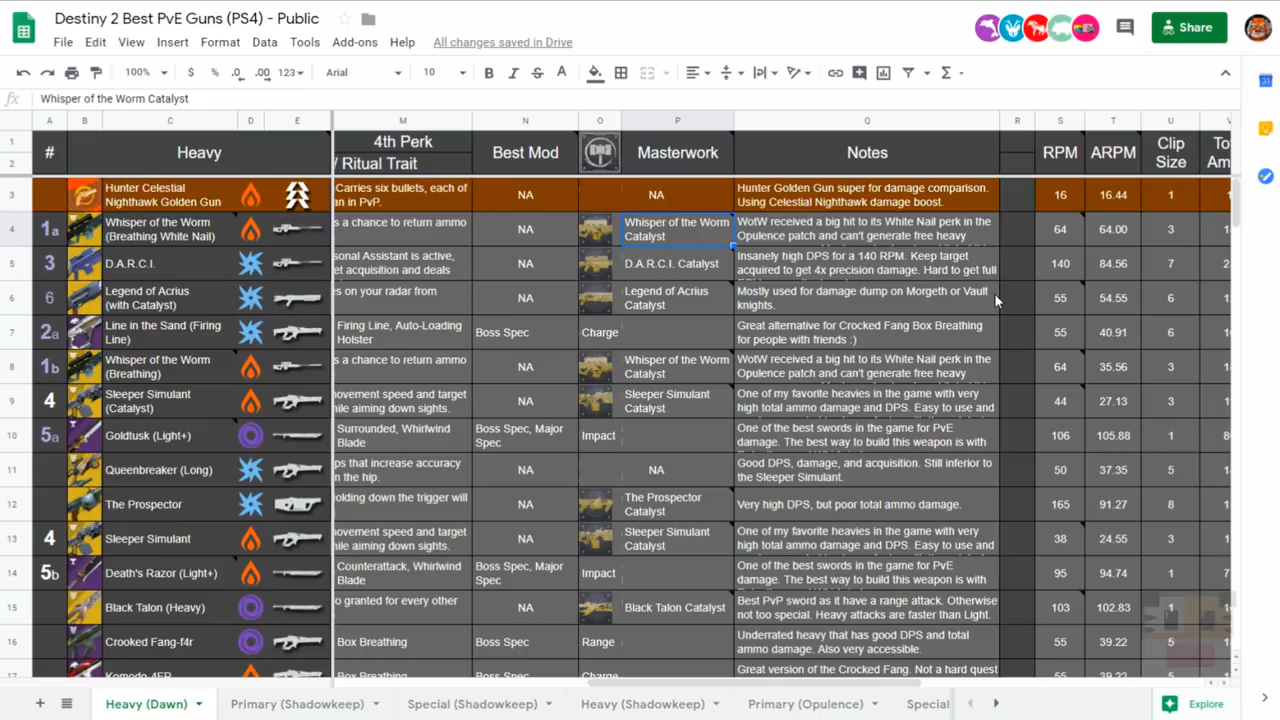 Destiny 2 Best PvE Guns (PS4) - Public
Share
File Edit View Insert Format Data Tools Add-ons Help All changes saved in Drive
100% $ % .0 .00 123 Arial 10 B I S A Σ
fx Whisper of the Worm Catalyst
A B C D E M N O P Q R S T U
1 2 # Heavy 4th Perk / Ritual Trait Best Mod Masterwork Notes RPM ARPM Clip Size
3 Hunter Celestial Nighthawk Golden Gun Carries six bullets, each of an in PvP. NA NA Hunter Golden Gun super for damage comparison. Using Celestial Nighthawk damage boost. 16 16.44 1
4 1a Whisper of the Worm (Breathing White Nail) s a chance to return ammo NA Whisper of the Worm Catalyst WotW received a big hit to its White Nail perk in the Opulence patch and can't generate free heavy 64 64.00 3
5 3 D.A.R.C.I. sonal Assistant is active, et acquisition and deals NA D.A.R.C.I. Catalyst Insanely high DPS for a 140 RPM. Keep target acquired to get 4x precision damage. Hard to get full 140 84.56 7
6 6 Legend of Acrius (with Catalyst) es on your radar from NA Legend of Acrius Catalyst Mostly used for damage dump on Morgeth or Vault knights. 55 54.55 6
7 2a Line in the Sand (Firing Line) Firing Line, Auto-Loading Holster Boss Spec Charge Great alternative for Crocked Fang Box Breathing for people with friends :) 55 40.91 6
8 1b Whisper of the Worm (Breathing) s a chance to return ammo NA Whisper of the Worm Catalyst WotW received a big hit to its White Nail perk in the Opulence patch and can't generate free heavy 64 35.56 3
9 4 Sleeper Simulant (Catalyst) movement speed and target hile aiming down sights. NA Sleeper Simulant Catalyst One of my favorite heavies in the game with very high total ammo damage and DPS. Easy to use and 44 27.13 3
10 5a Goldtusk (Light+) Surrounded, Whirlwind Blade Boss Spec, Major Spec Impact One of the best swords in the game for PvE damage. The best way to build this weapon is with 106 105.88 1
11 Queenbreaker (Long) ps that increase accuracy n the hip. NA NA Good DPS, damage, and acquisition. Still inferior to the Sleeper Simulant. 50 37.35 5
12 The Prospector olding down the trigger will NA The Prospector Catalyst Very high DPS, but poor total ammo damage. 165 91.27 8
13 4 Sleeper Simulant movement speed and target hile aiming down sights. NA Sleeper Simulant Catalyst One of my favorite heavies in the game with very high total ammo damage and DPS. Easy to use and 38 24.55 3
14 5b Death's Razor (Light+) Counterattack, Whirlwind Blade Boss Spec, Major Spec Impact One of the best swords in the game for PvE damage. The best way to build this weapon is with 95 94.74 1
15 Black Talon (Heavy) o granted for every other NA Black Talon Catalyst Best PvP sword as it have a range attack. Otherwise not too special. Heavy attacks are faster than Light. 103 102.83 1
16 Crooked Fang-f4r Box Breathing Boss Spec Range Underrated heavy that has good DPS and total ammo damage. Also very accessible. 55 39.22 5
17 Komodo-4FR Box Breathing Boss Spec Charge Great version of the Crocked Fang. Not a hard quest
Heavy (Dawn) Primary (Shadowkeep) Special (Shadowkeep) Heavy (Shadowkeep) Primary (Opulence) Special Explore